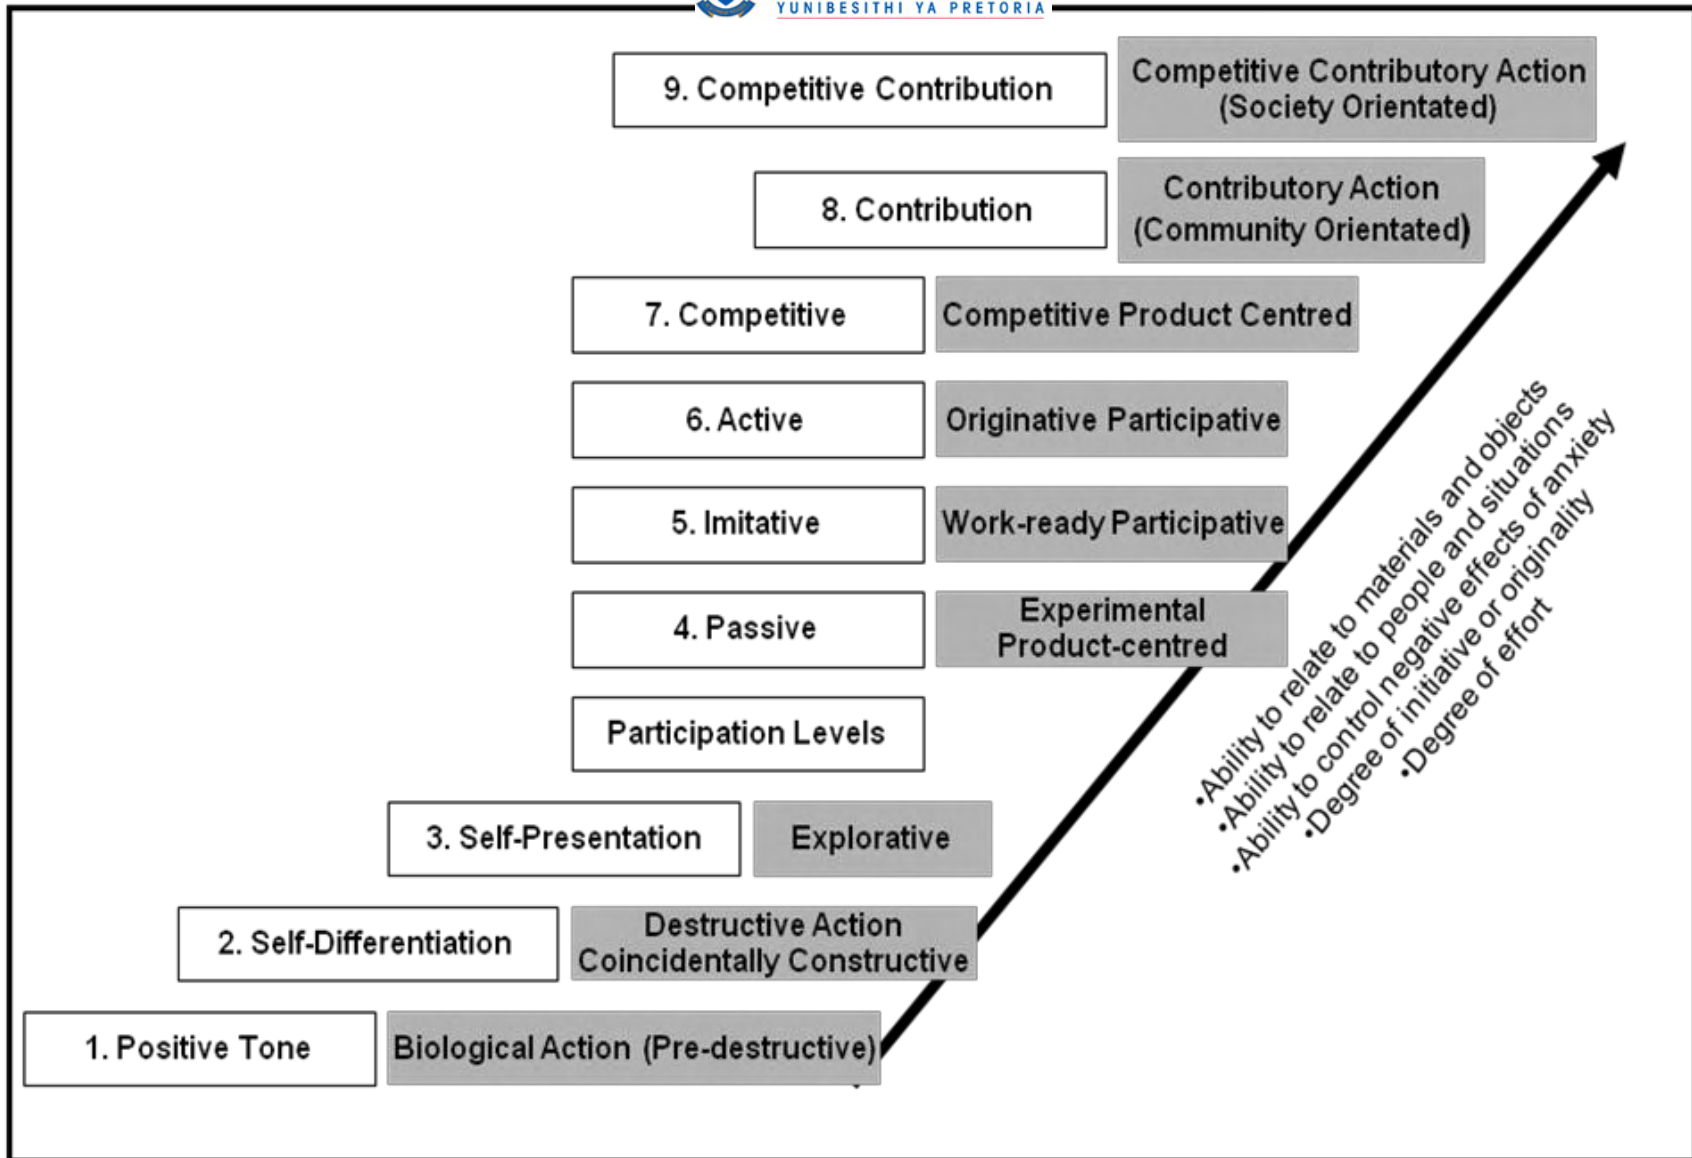 YUNIBESITHI YA PRETORIA
9. Competitive Contribution
Competitive Contributory Action
(Society Orientated)
8. Contribution
Contributory Action
(Community Orientated)
7. Competitive
Competitive Product Centred
6. Active
Originative Participative
5. Imitative
Work-ready Participative
4. Passive
Experimental
Product-centred
Participation Levels
3. Self-Presentation
Explorative
2. Self-Differentiation
Destructive Action
Coincidentally Constructive
1. Positive Tone
Biological Action (Pre-destructive)
•Ability to relate to materials and objects
•Ability to relate to people and situations
•Ability to control negative effects of anxiety
•Degree of initiative or originality
•Degree of effort